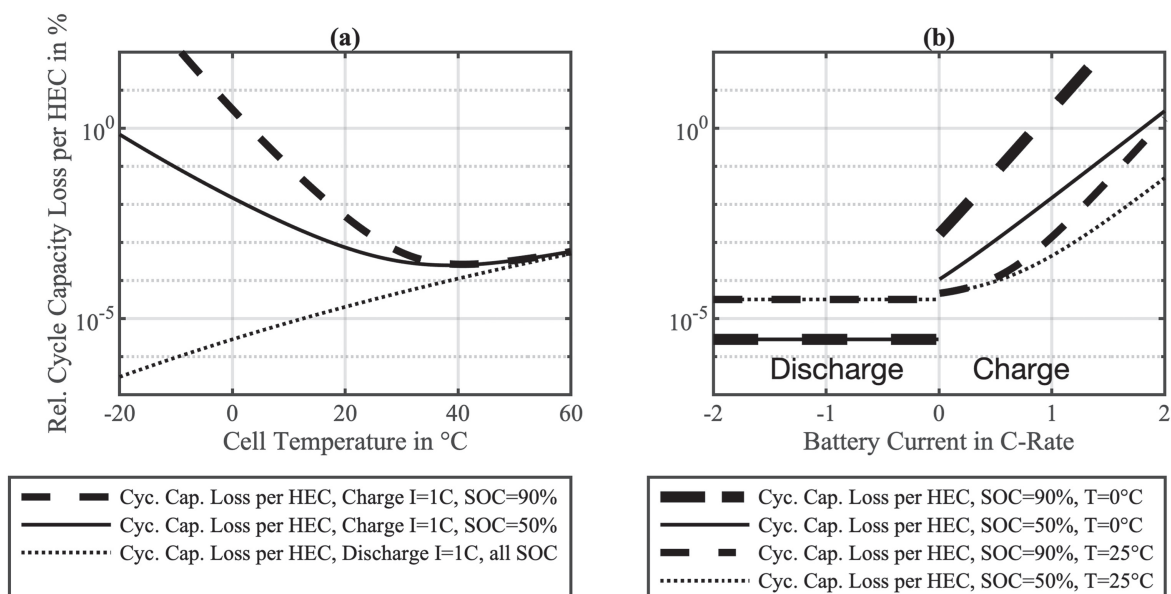 (a)
Rel. Cycle Capacity Loss per HEC in %
10^0
10^-5
-20 0 20 40 60
Cell Temperature in °C
Cyc. Cap. Loss per HEC, Charge I=1C, SOC=90%
Cyc. Cap. Loss per HEC, Charge I=1C, SOC=50%
Cyc. Cap. Loss per HEC, Discharge I=1C, all SOC
(b)
10^0
10^-5
Discharge Charge
-2 -1 0 1 2
Battery Current in C-Rate
Cyc. Cap. Loss per HEC, SOC=90%, T=0°C
Cyc. Cap. Loss per HEC, SOC=50%, T=0°C
Cyc. Cap. Loss per HEC, SOC=90%, T=25°C
Cyc. Cap. Loss per HEC, SOC=50%, T=25°C